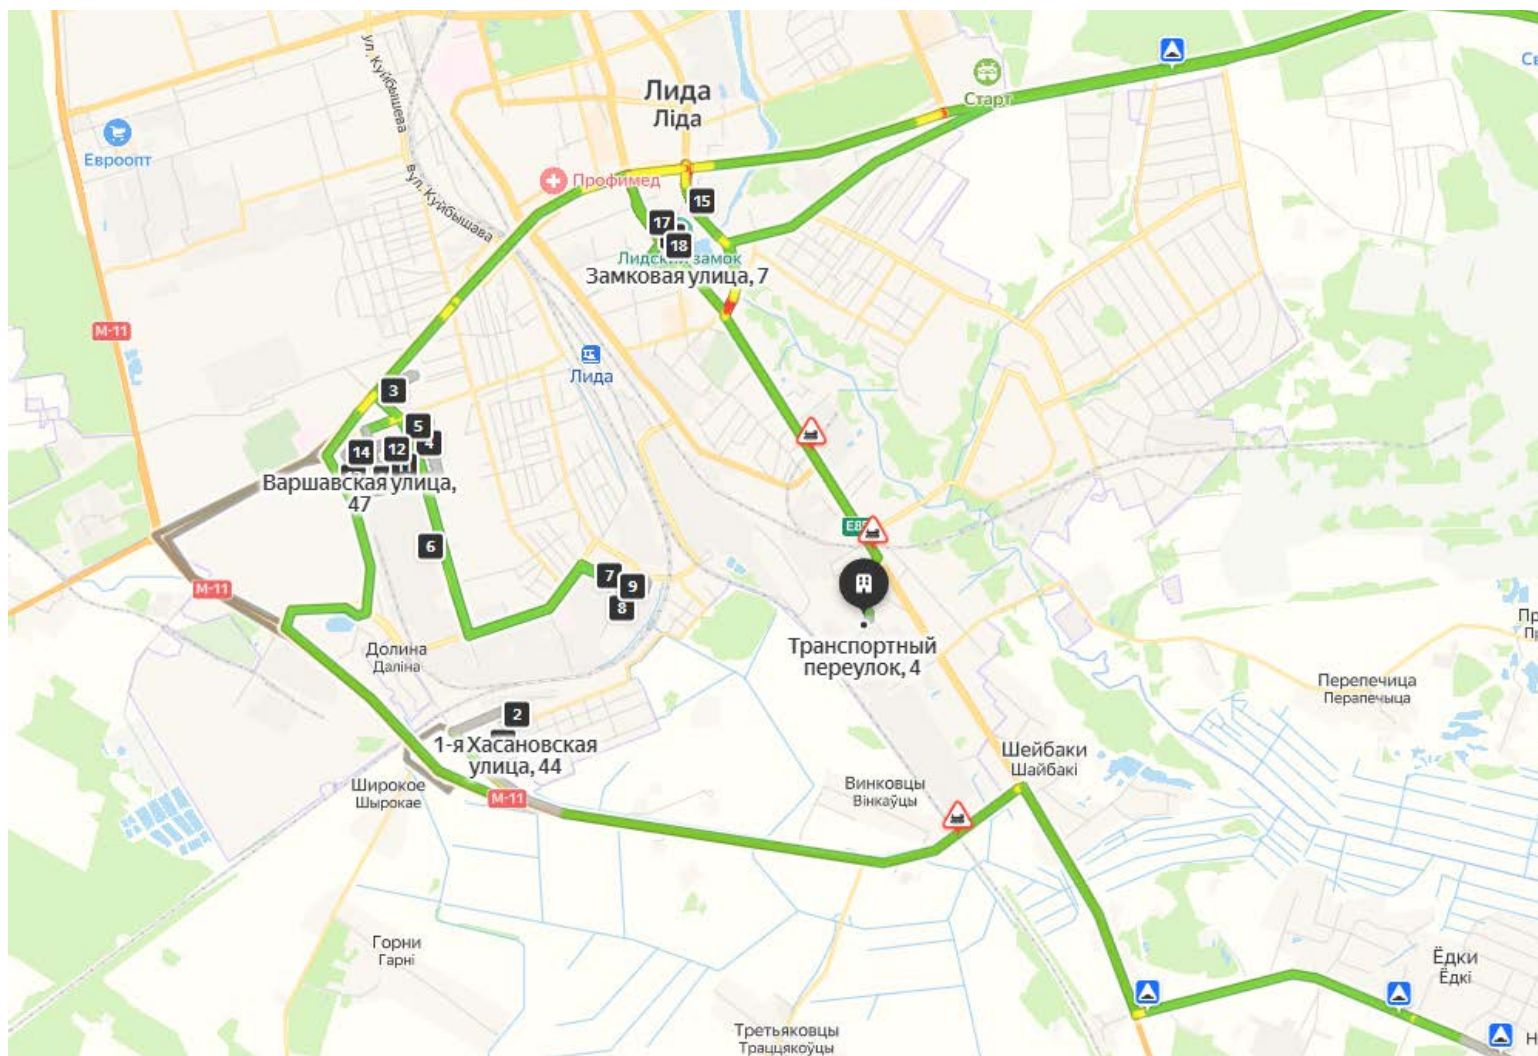 ул. Куйбышева
Лида
Ліда
Старт
Евроопт
Профимед
в.ул. Куйбышава
15
17
18
Лидский замок
Замковая улица, 7
М-11
Лида
3
5
4
14
12
Варшавская улица,
47
E85
6
7
9
8
М-11
Долина
Даліна
Транспортный
переулок, 4
Перепечица
Перапечыца
2
1-я Хасановская
улица, 44
Шейбаки
Шайбакі
Широкое
Шырокае
М-11
Винковцы
Вінкаўцы
Горни
Гарні
Ёдки
Ёдкі
Третьяковцы
Траццякоўцы